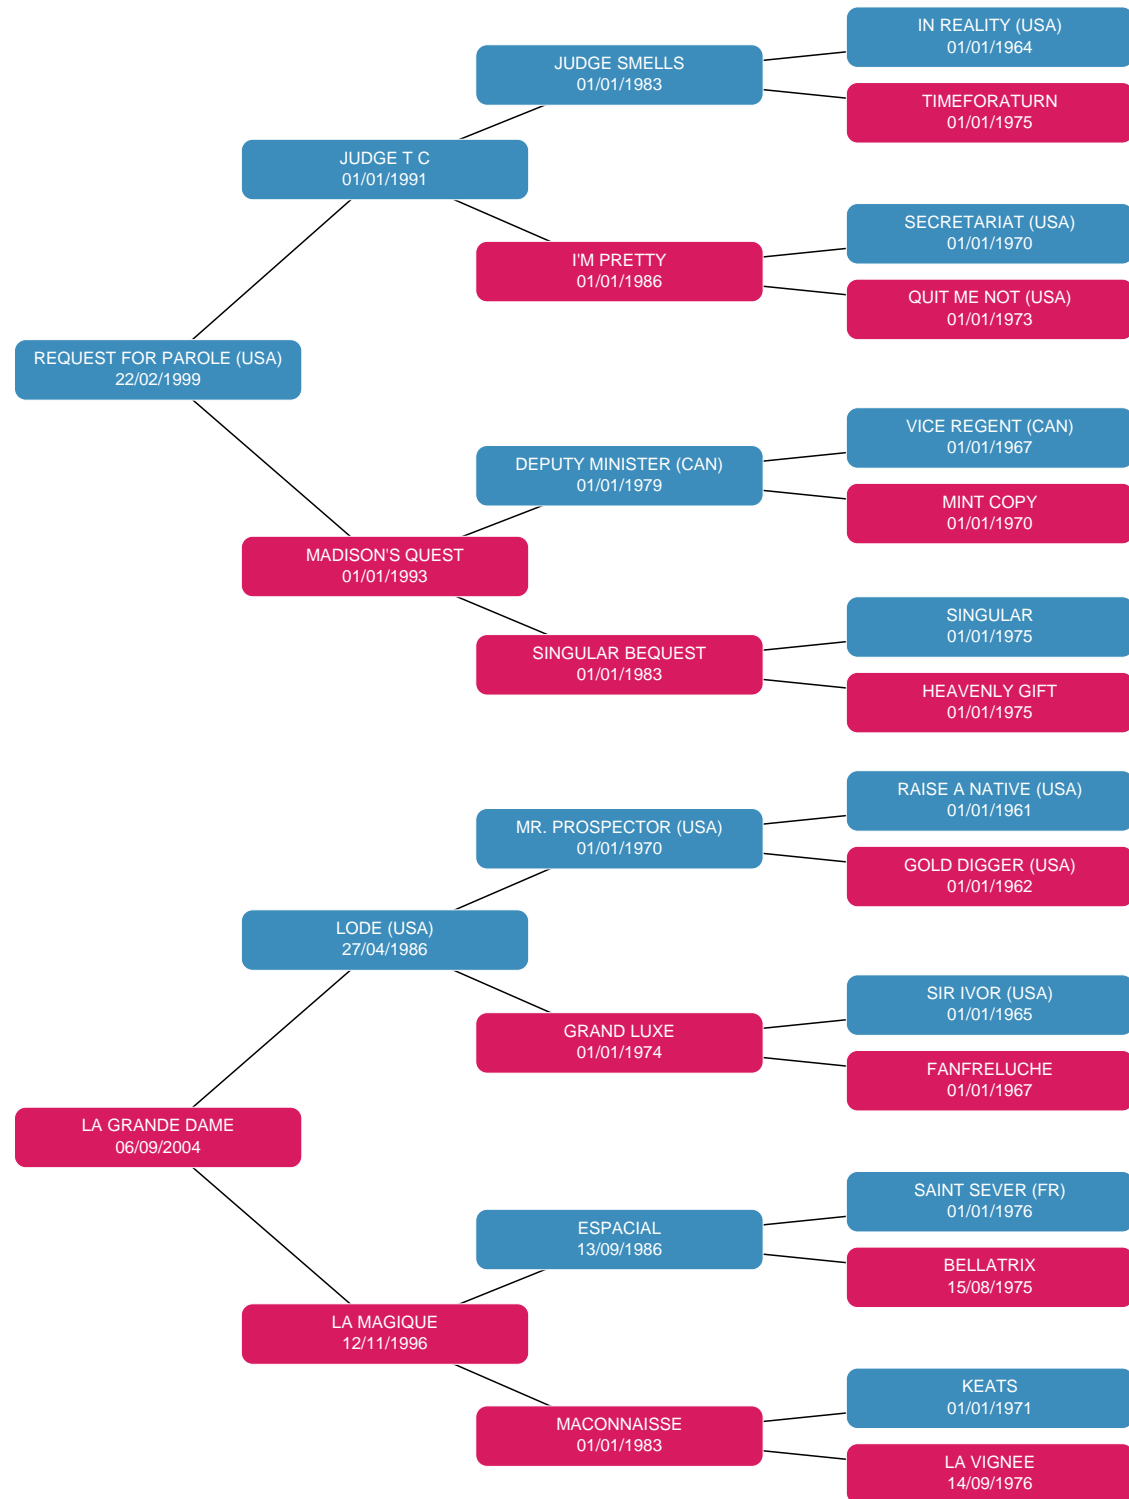 IN REALITY (USA)
01/01/1964
JUDGE SMELLS
01/01/1983
TIMEFORATURN
01/01/1975
JUDGE T C
01/01/1991
SECRETARIAT (USA)
01/01/1970
I'M PRETTY
01/01/1986
QUIT ME NOT (USA)
01/01/1973
REQUEST FOR PAROLE (USA)
22/02/1999
VICE REGENT (CAN)
01/01/1967
DEPUTY MINISTER (CAN)
01/01/1979
MINT COPY
01/01/1970
MADISON'S QUEST
01/01/1993
SINGULAR
01/01/1975
SINGULAR BEQUEST
01/01/1983
HEAVENLY GIFT
01/01/1975
RAISE A NATIVE (USA)
01/01/1961
MR. PROSPECTOR (USA)
01/01/1970
GOLD DIGGER (USA)
01/01/1962
LODE (USA)
27/04/1986
SIR IVOR (USA)
01/01/1965
GRAND LUXE
01/01/1974
FANFRELUCHE
01/01/1967
LA GRANDE DAME
06/09/2004
SAINT SEVER (FR)
01/01/1976
ESPACIAL
13/09/1986
BELLATRIX
15/08/1975
LA MAGIQUE
12/11/1996
KEATS
01/01/1971
MACONNAISSE
01/01/1983
LA VIGNEE
14/09/1976